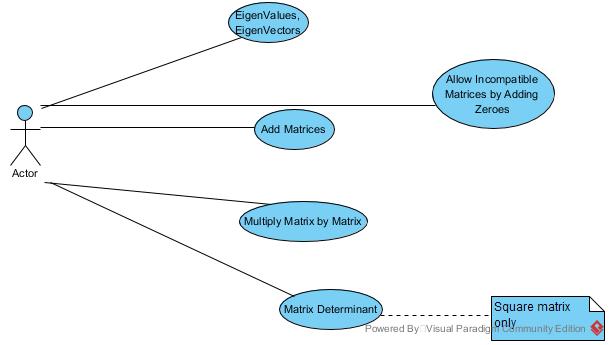 EigenValues,
EigenVectors
Allow Incompatible
Matrices by Adding
Zeroes
Add Matrices
Actor
Multiply Matrix by Matrix
Matrix Determinant
Square matrix
only
Powered By Visual Paradigm Community Edition